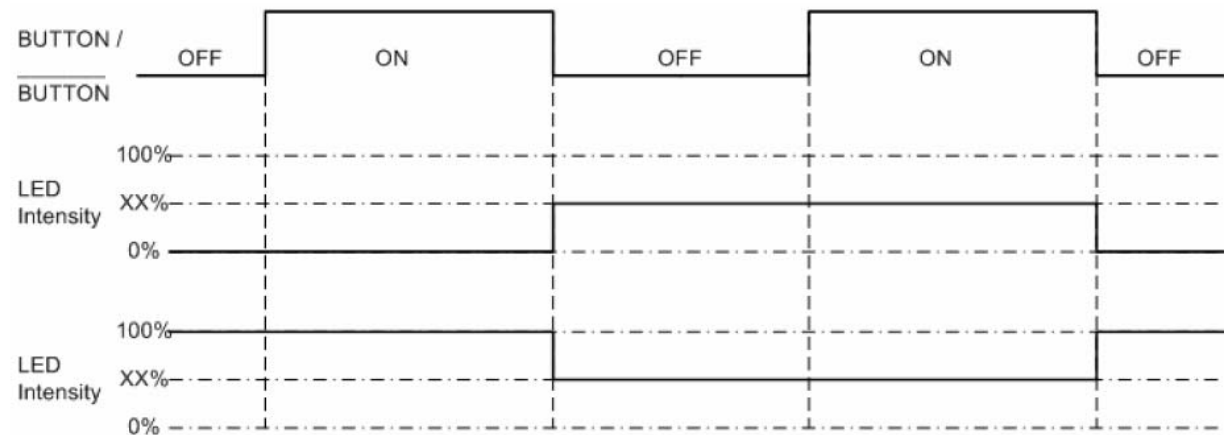 BUTTON /
BUTTON
OFF ON OFF ON OFF
100%
LED
Intensity
XX%
0%
100%
LED
Intensity
XX%
0%